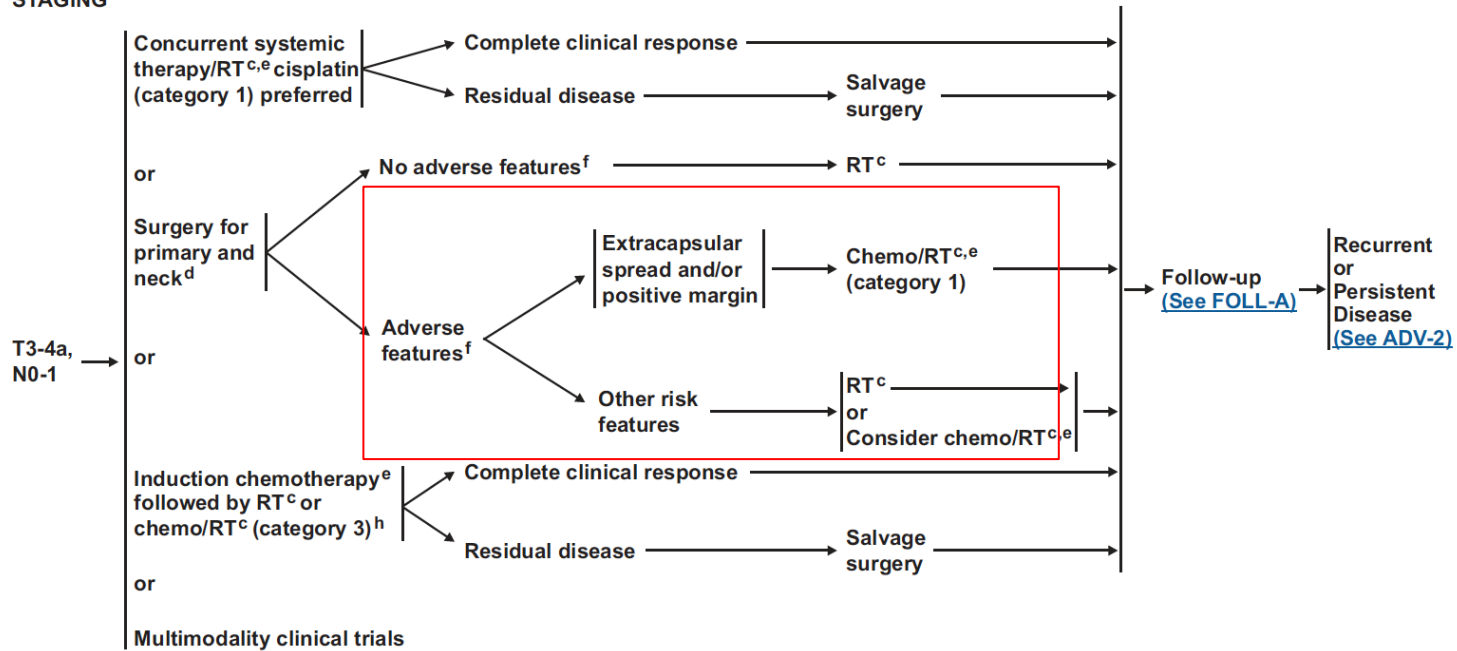 STAGING
Concurrent systemic
therapy/RTc,e cisplatin
(category 1) preferred
Complete clinical response
Residual disease
Salvage
surgery
or
No adverse featuresf
RTc
Surgery for
primary and
neckd
Extracapsular
spread and/or
positive margin
Chemo/RTc,e
(category 1)
Adverse
featuresf
Other risk
features
RTc
or
Consider chemo/RTc,e
T3-4a,
N0-1
or
Follow-up
(See FOLL-A)
Recurrent
or
Persistent
Disease
(See ADV-2)
Induction chemotherapye
followed by RTc or
chemo/RTc (category 3)h
Complete clinical response
Residual disease
Salvage
surgery
or
Multimodality clinical trials